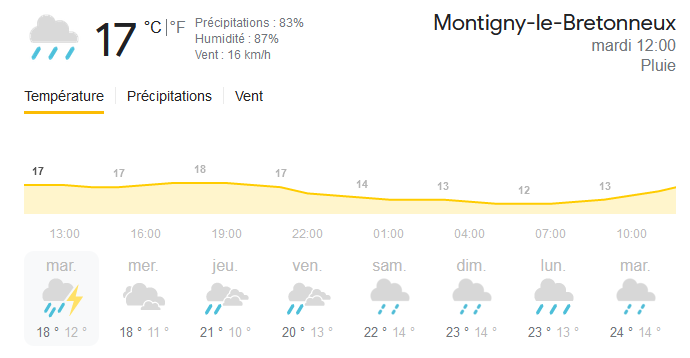 17 °C | °F
Précipitations : 83%
Humidité : 87%
Vent : 16 km/h
Montigny-le-Bretonneux
mardi 12:00
Pluie
Température Précipitations Vent
17 17 18 17 14 13 12 13
13:00 16:00 19:00 22:00 01:00 04:00 07:00 10:00
mar. mer. jeu. ven. sam. dim. lun. mar.
18 ° 12 ° 18 ° 11 ° 21 ° 10 ° 20 ° 13 ° 22 ° 14 ° 23 ° 14 ° 23 ° 13 ° 24 ° 14 °